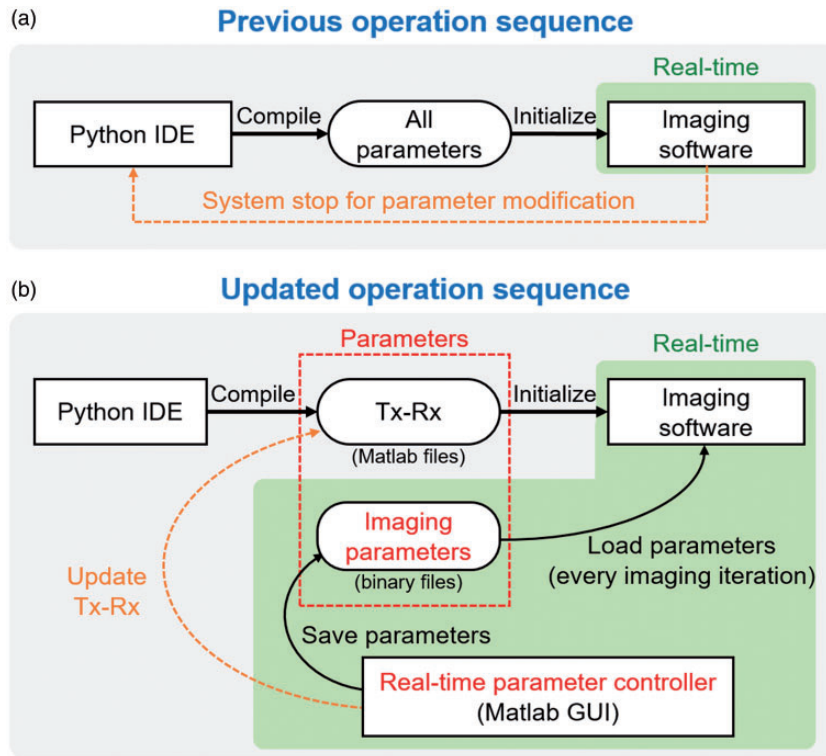 (a)
Previous operation sequence
Real-time
Python IDE
Compile
All
parameters
Initialize
Imaging
software
System stop for parameter modification
(b)
Updated operation sequence
Parameters
Real-time
Python IDE
Compile
Tx-Rx
(Matlab files)
Initialize
Imaging
software
Imaging
parameters
(binary files)
Load parameters
(every imaging iteration)
Update
Tx-Rx
Save parameters
Real-time parameter controller
(Matlab GUI)